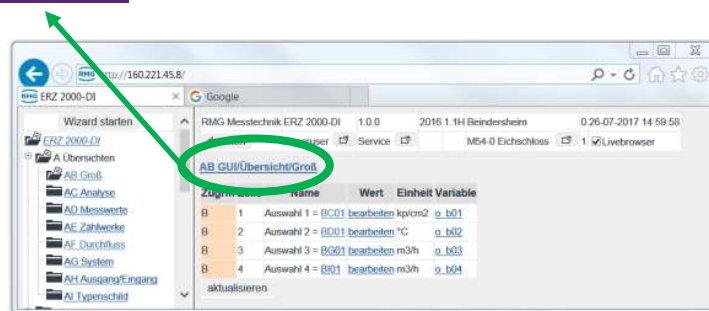 http://160.221.45.8/
ERZ 2000-DI
Google
Wizard starten
ERZ 2000-DI
A Übersichten
AB Groß
AC Analyse
AD Messwerte
AE Zählwerke
AF Durchfluss
AG System
AH Ausgang/Eingang
AI Typenschild
RMG Messtechnik ERZ 2000-DI 1.0.0 2016 1.1H Beindersheim 0 26-07-2017 14:59:58
Service M54-0 Eichschloss 1 Livebrowser
AB GUI/Übersicht/Groß
Name Wert Einheit Variable
B 1 Auswahl 1 = BC01 bearbeiten kp/cm2 o_b01
B 2 Auswahl 2 = BD01 bearbeiten °C o_b02
B 3 Auswahl 3 = BG01 bearbeiten m3/h o_b03
B 4 Auswahl 4 = BI01 bearbeiten m3/h o_b04
aktualisieren